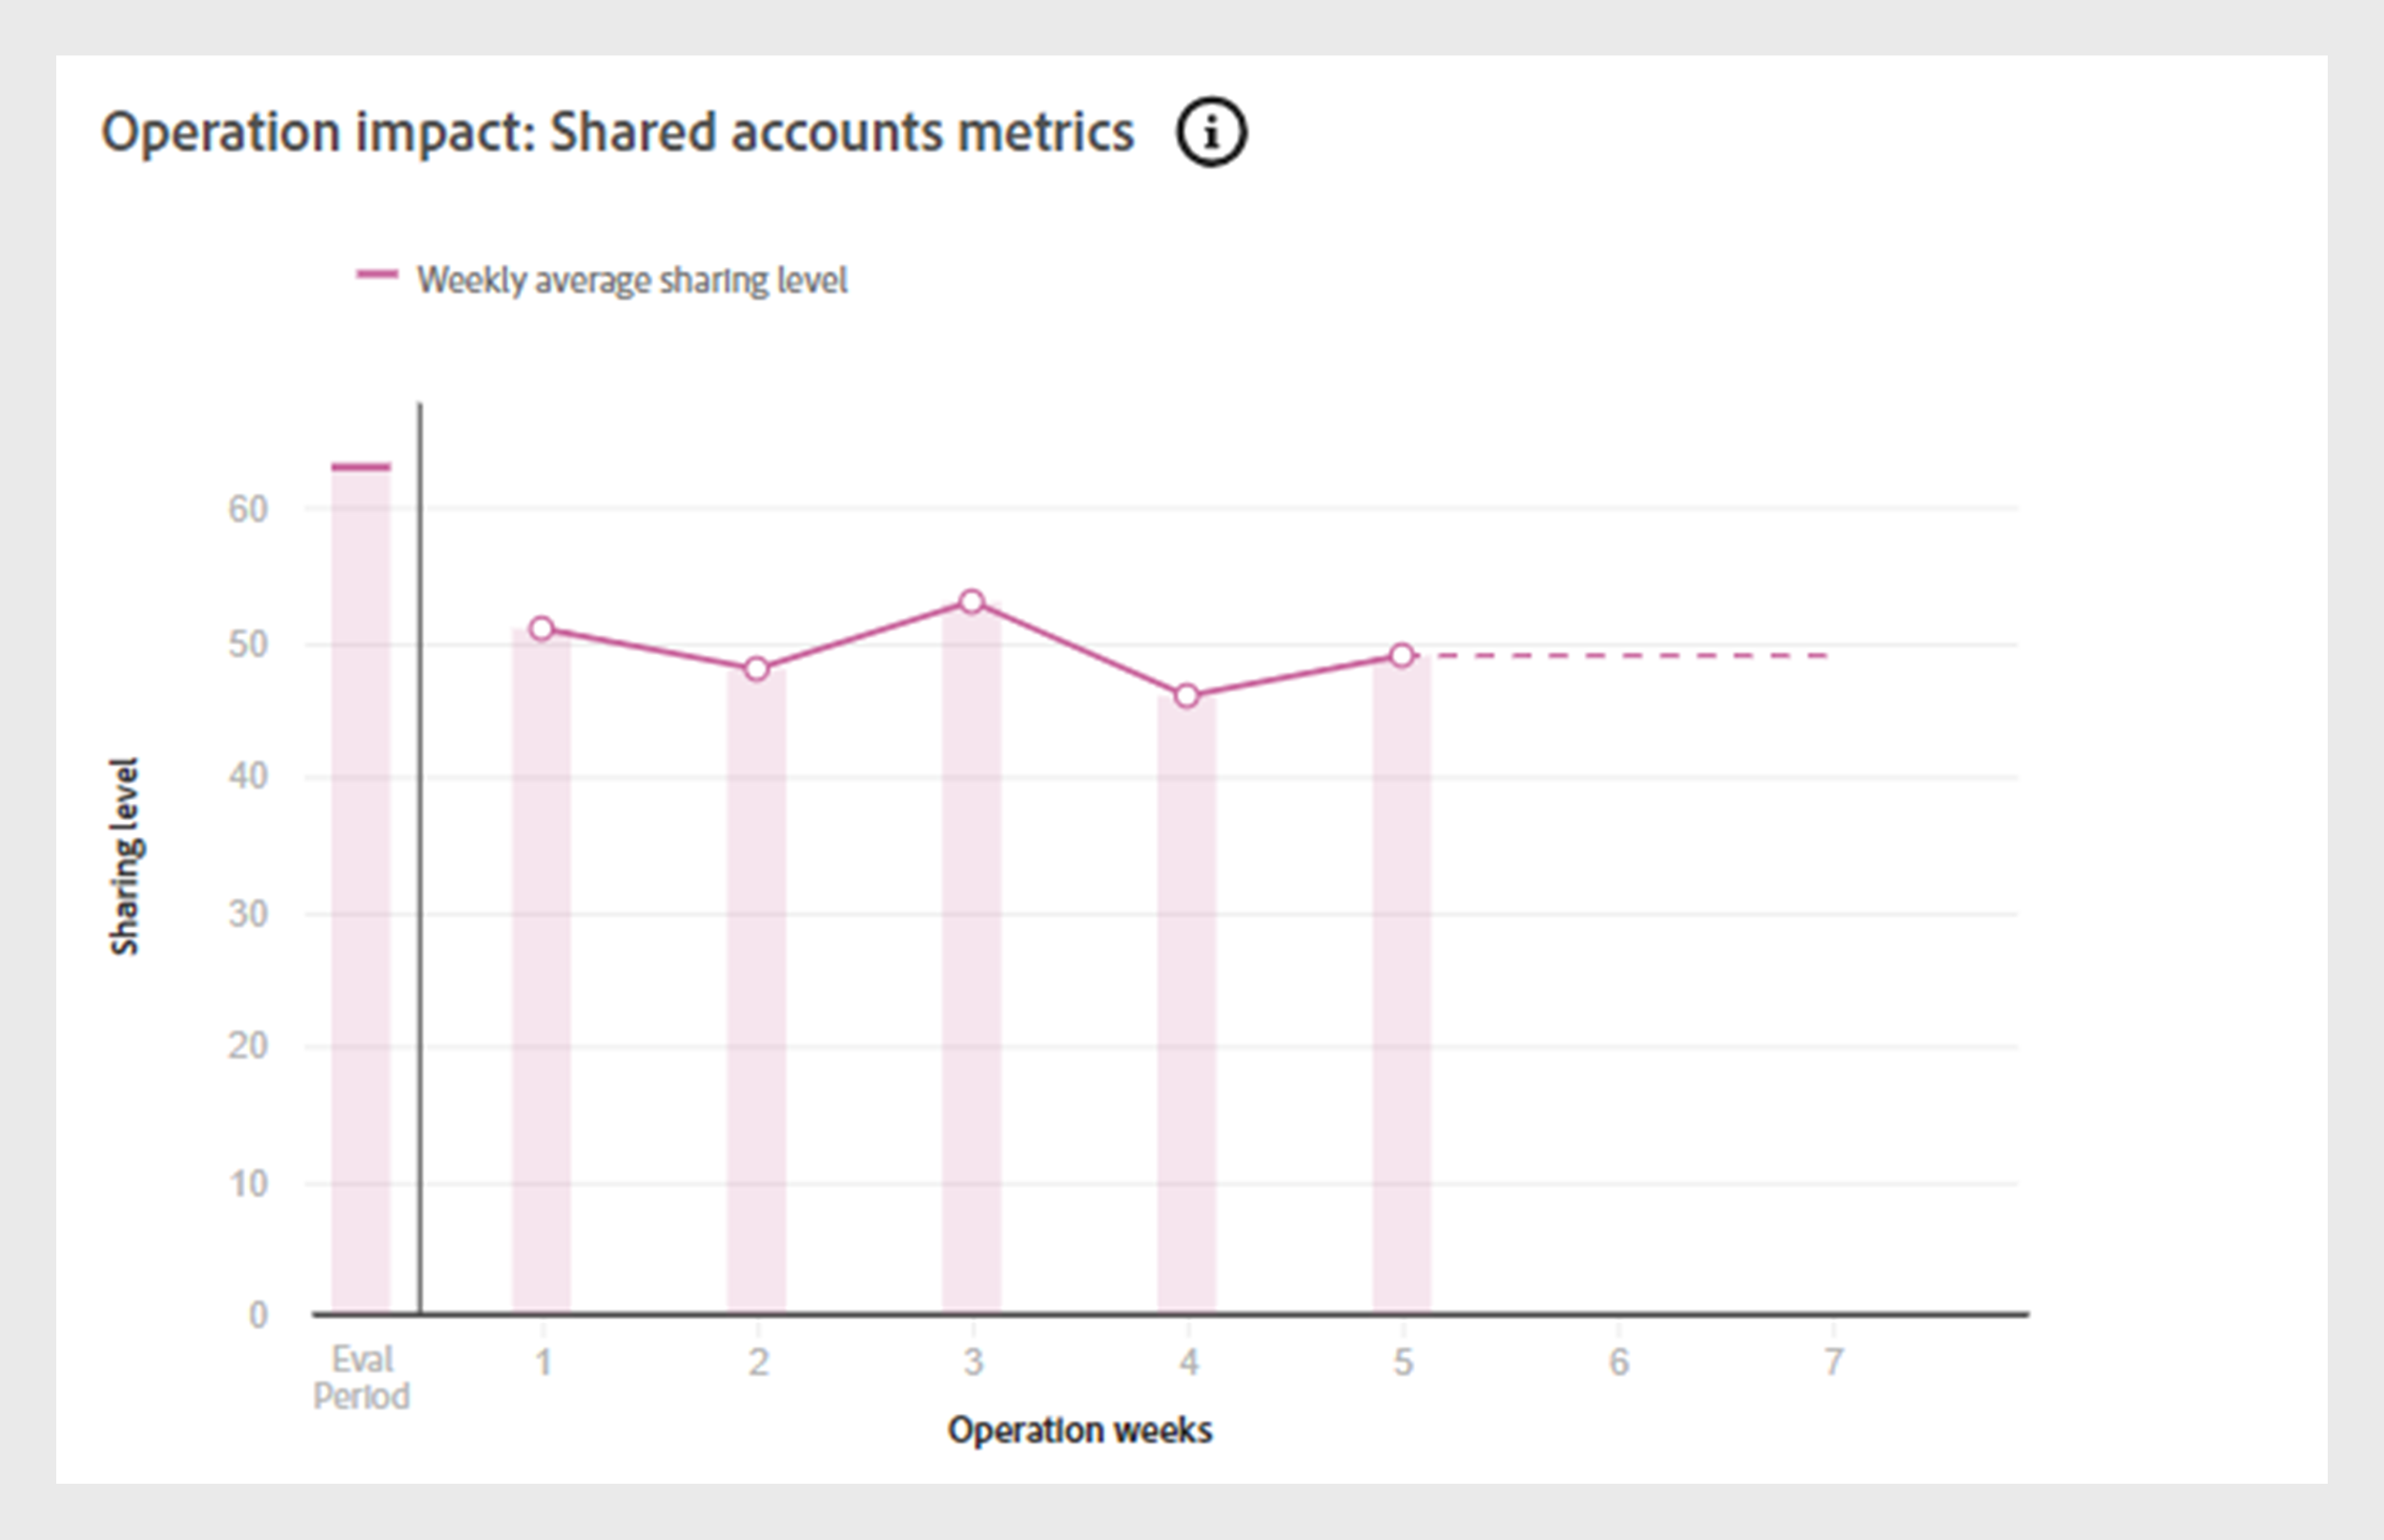 Operation impact: Shared accounts metrics
Weekly average sharing level
60
50
40
30
20
10
0
Sharing level
Eval
Period
1 2 3 4 5 6 7
Operation weeks